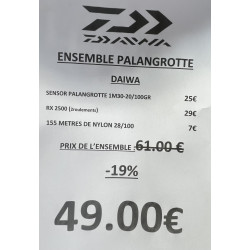 DAIWA
ENSEMBLE PALANGROTTE
DAIWA
SENSOR PALANGROTTE 1M30-20/100GR 25€
RX 2500 (2roulements) 29€
155 METRES DE NYLON 28/100 7€
PRIX DE L'ENSEMBLE : 61.00 €
-19%
49.00€